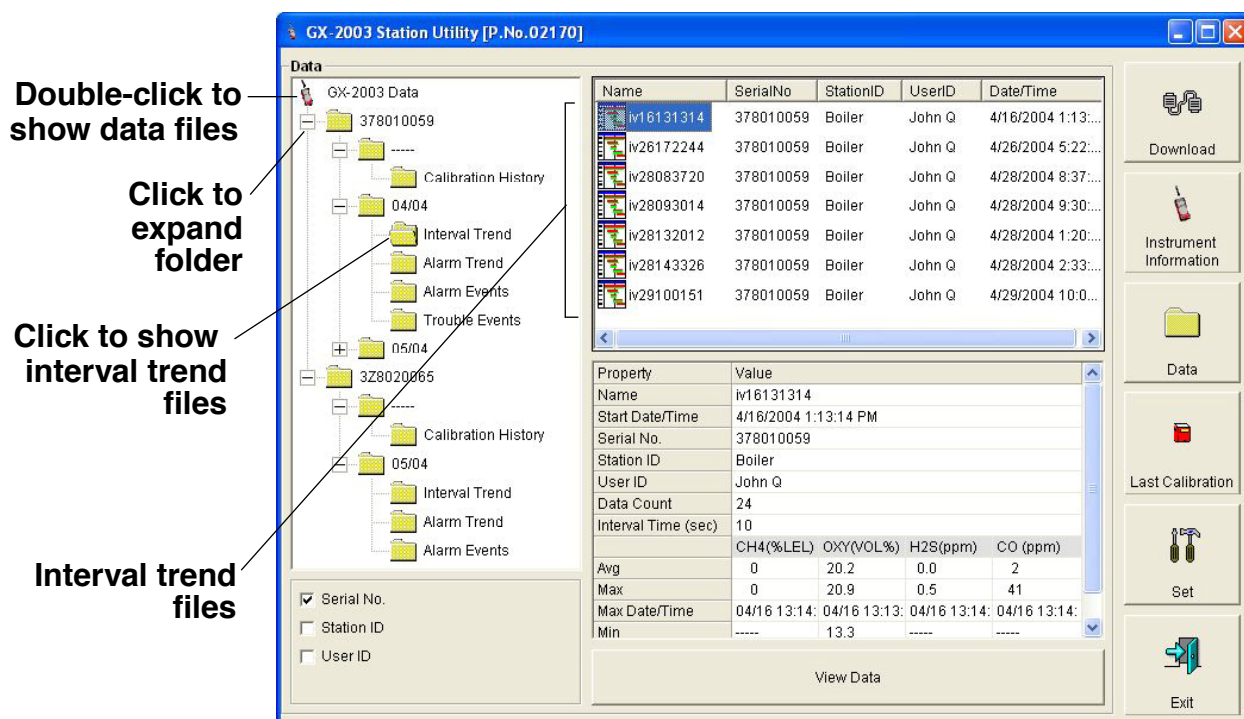 GX-2003 Station Utility [P.No.02170]
Data
Double-click to
show data files
Click to
expand
folder
Click to show
interval trend
files
Interval trend
files
GX-2003 Data
378010059
-----
Calibration History
04/04
Interval Trend
Alarm Trend
Alarm Events
Trouble Events
05/04
3Z8020065
-----
Calibration History
05/04
Interval Trend
Alarm Trend
Alarm Events
Serial No.
Station ID
User ID
Name SerialNo StationID UserID Date/Time
iv16131314 378010059 Boiler John Q 4/16/2004 1:13:...
iv26172244 378010059 Boiler John Q 4/26/2004 5:22:...
iv28083720 378010059 Boiler John Q 4/28/2004 8:37:...
iv28093014 378010059 Boiler John Q 4/28/2004 9:30:...
iv28132012 378010059 Boiler John Q 4/28/2004 1:20:...
iv28143326 378010059 Boiler John Q 4/28/2004 2:33:...
iv29100151 378010059 Boiler John Q 4/29/2004 10:0...
Property Value
Name iv16131314
Start Date/Time 4/16/2004 1:13:14 PM
Serial No. 378010059
Station ID Boiler
User ID John Q
Data Count 24
Interval Time (sec) 10
CH4(%LEL) OXY(VOL%) H2S(ppm) CO (ppm)
Avg 0 20.2 0.0 2
Max 0 20.9 0.5 41
Max Date/Time 04/16 13:14: 04/16 13:13: 04/16 13:14: 04/16 13:14:
Min ----- 13.3 ----- -----
View Data
Download
Instrument
Information
Data
Last Calibration
Set
Exit